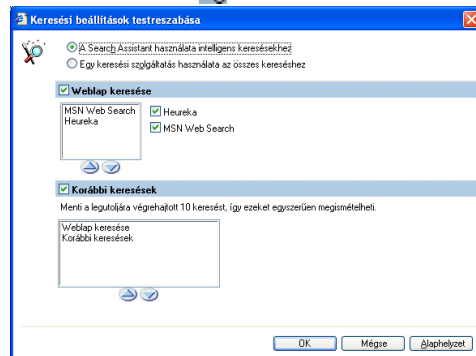 Keresési beállítások testreszabása
A Search Assistant használata intelligens keresésekhez
Egy keresési szolgáltatás használata az összes kereséshez
Weblap keresése
MSN Web Search
Heureka
Heureka
MSN Web Search
Korábbi keresések
Menti a legutoljára végrehajtott 10 keresést, így ezeket egyszerűen megismételheti.
Weblap keresése
Korábbi keresések
OK
Mégse
Alaphelyzet